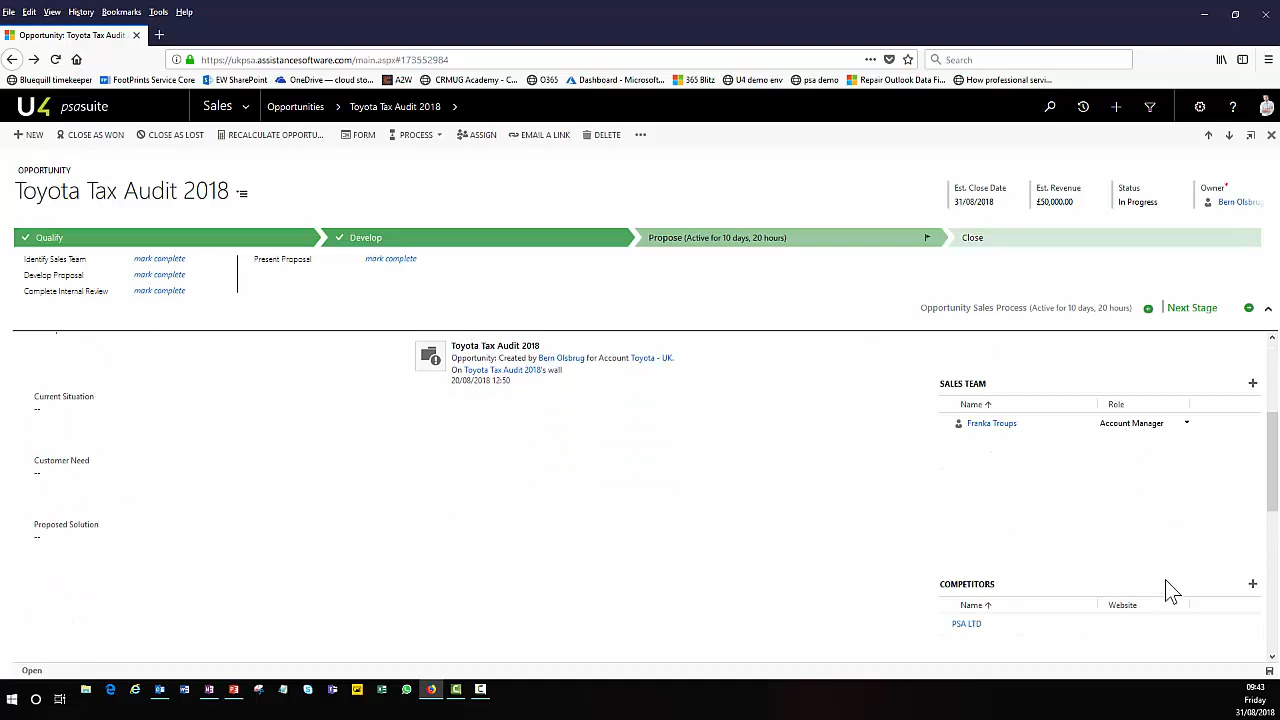 File Edit View History Bookmarks Tools Help
Opportunity: Toyota Tax Audit
https://ukpsa.assistancesoftware.com/main.aspx#173552984
Search
Bluequill timekeeper FootPrints Service Core EW SharePoint OneDrive — cloud sto... A2W CRMUG Academy - C... O365 Dashboard - Microsoft... 365 Blitz U4 demo env psa demo Repair Outlook Data Fi... How professional servi...
U4 psasuite Sales Opportunities Toyota Tax Audit 2018
NEW CLOSE AS WON CLOSE AS LOST RECALCULATE OPPORTU... FORM PROCESS ASSIGN EMAIL A LINK DELETE
OPPORTUNITY
Toyota Tax Audit 2018
Est. Close Date Est. Revenue Status Owner*
31/08/2018 £50,000.00 In Progress Bern Olsbrug
Qualify Develop Propose (Active for 10 days, 20 hours) Close
Identify Sales Team mark complete Present Proposal mark complete
Develop Proposal mark complete
Complete Internal Review mark complete
Opportunity Sales Process (Active for 10 days, 20 hours) Next Stage
Toyota Tax Audit 2018
Opportunity: Created by Bern Olsbrug for Account Toyota - UK.
On Toyota Tax Audit 2018's wall
20/08/2018 12:50
SALES TEAM
Name Role
Franka Troups Account Manager
Current Situation
--
Customer Need
--
Proposed Solution
--
COMPETITORS
Name Website
PSA LTD
Open
09:43
Friday
31/08/2018